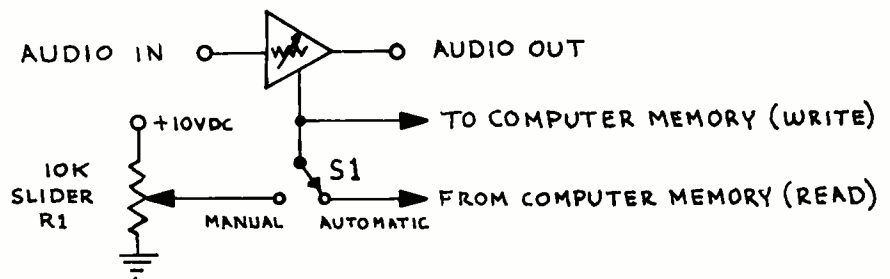 AUDIO IN
AUDIO OUT
+10VDC
TO COMPUTER MEMORY (WRITE)
10K
SLIDER
R1
S1
MANUAL
AUTOMATIC
FROM COMPUTER MEMORY (READ)